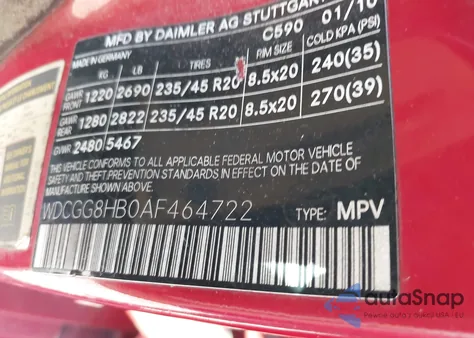 MFD BY DAIMLER AG STUTTGART
MADE IN GERMANY
C590 01/10
KG LB TIRES RIM SIZE COLD KPA (PSI)
GAWR FRONT 1220 2690 235/45 R20 8.5x20 240(35)
GAWR REAR 1280 2822 235/45 R20 8.5x20 270(39)
GVWR 2480 5467
THIS VEHICLE CONFORMS TO ALL APPLICABLE FEDERAL MOTOR VEHICLE
SAFETY AND THEFT PREVENTION STANDARDS IN EFFECT ON THE DATE OF
MANUFACTURE SHOWN ABOVE.
WDCGG8HB0AF464722 TYPE: MPV
autoSnap
Pewne auta z